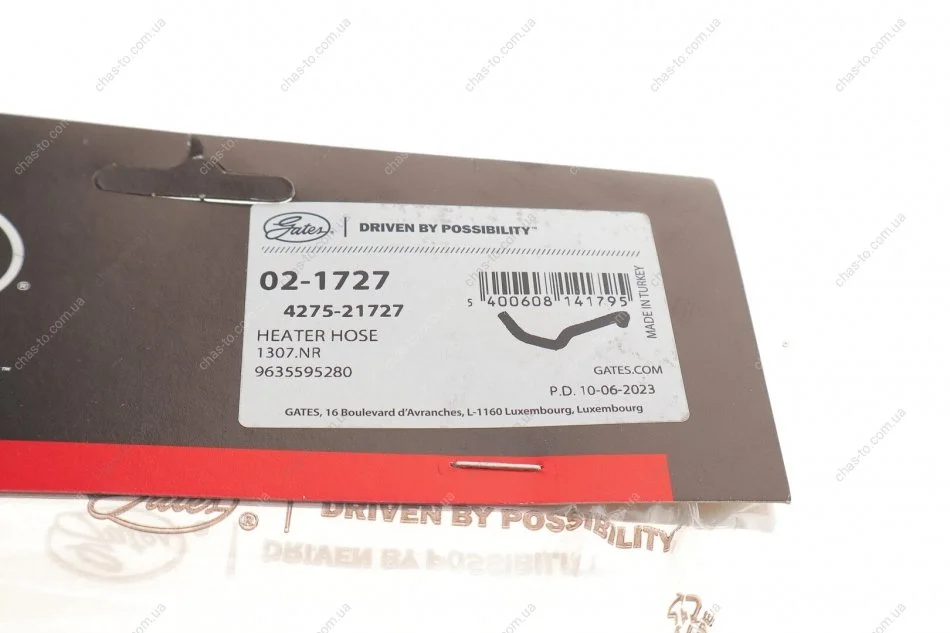 Gates® | DRIVEN BY POSSIBILITY™
02-1727
4275-21727
HEATER HOSE
1307.NR
9635595280
5 400608 141795
MADE IN TURKEY
GATES.COM
P.D. 10-06-2023
GATES, 16 Boulevard d'Avranches, L-1160 Luxembourg, Luxembourg
®
™
Gates® | DRIVEN BY POSSIBILITY
chas-to.com.ua